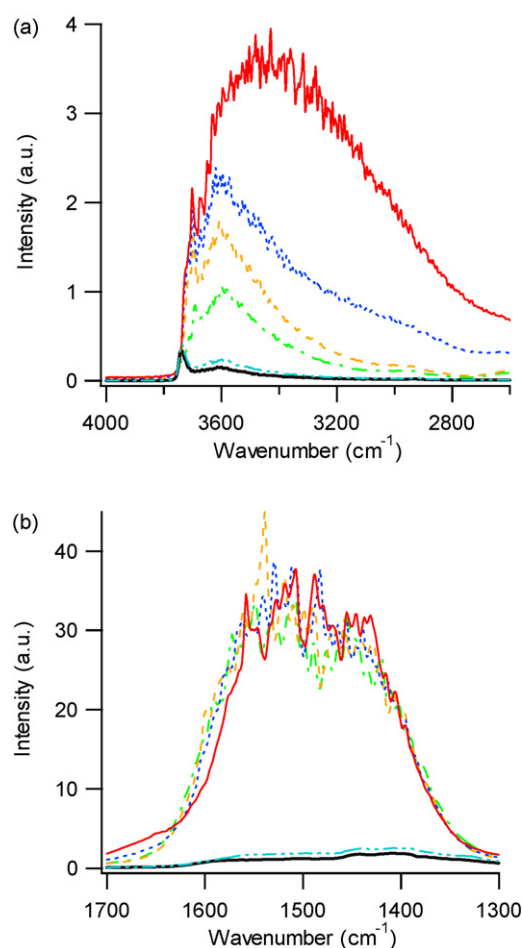 (a)
4
3
2
1
0
Intensity (a.u.)
4000 3600 3200 2800
Wavenumber (cm-1)
(b)
40
30
20
10
0
Intensity (a.u.)
1700 1600 1500 1400 1300
Wavenumber (cm-1)